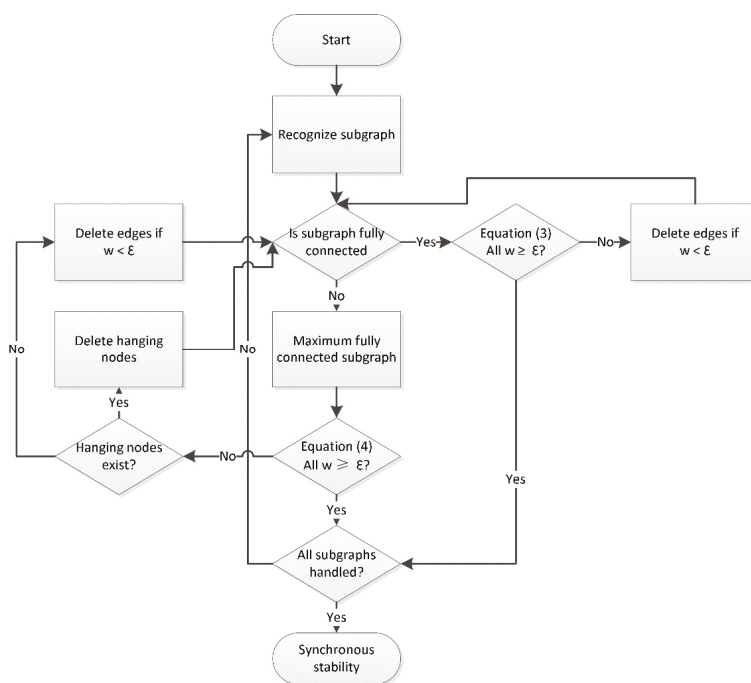 Start
Recognize subgraph
Delete edges if
w < ℇ
Is subgraph fully
connected
Yes
Equation (3)
All w ≥ ℇ?
No
Delete edges if
w < ℇ
No
No
Delete hanging
nodes
No
Maximum fully
connected subgraph
Yes
Hanging nodes
exist?
No
Equation (4)
All w ⩾ ℇ?
Yes
Yes
All subgraphs
handled?
Yes
Synchronous
stability